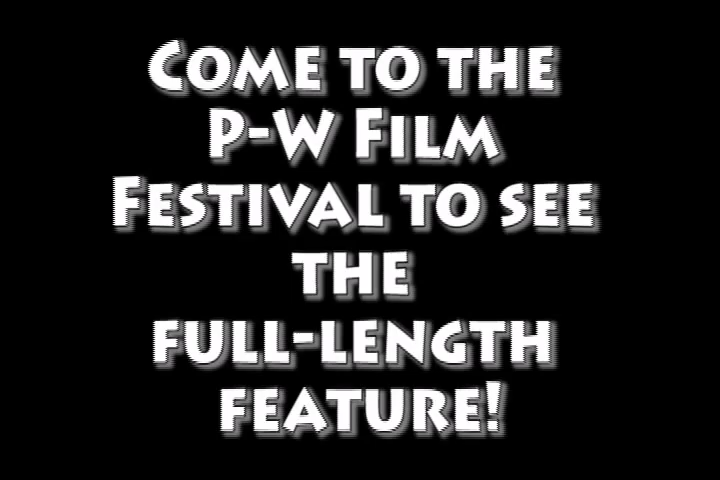 Come to the
P-W Film
Festival to see
the
full-length
feature!